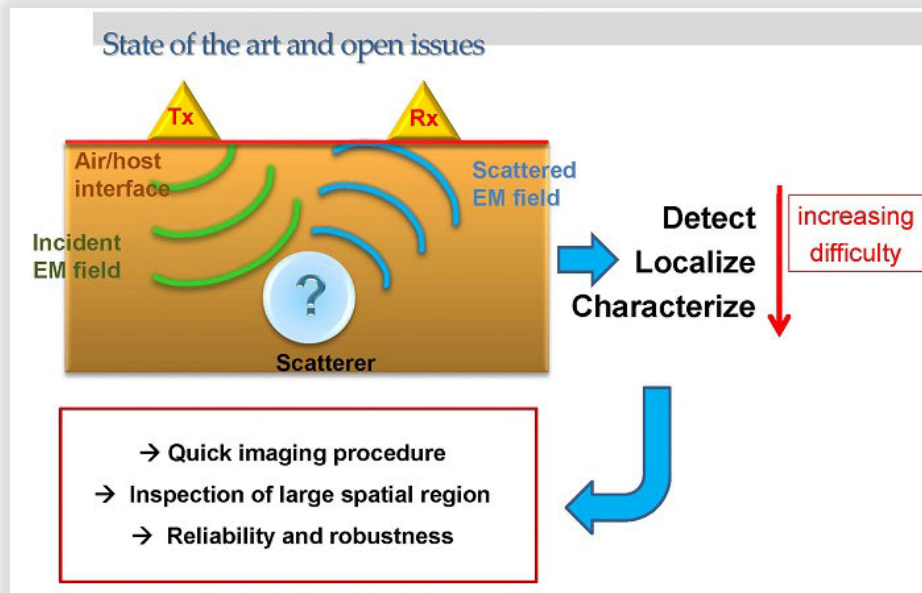 State of the art and open issues
Tx
Rx
Air/host
interface
Scattered
EM field
Incident
EM field
?
Scatterer
Detect
Localize
Characterize
increasing
difficulty
→ Quick imaging procedure
→ Inspection of large spatial region
→ Reliability and robustness